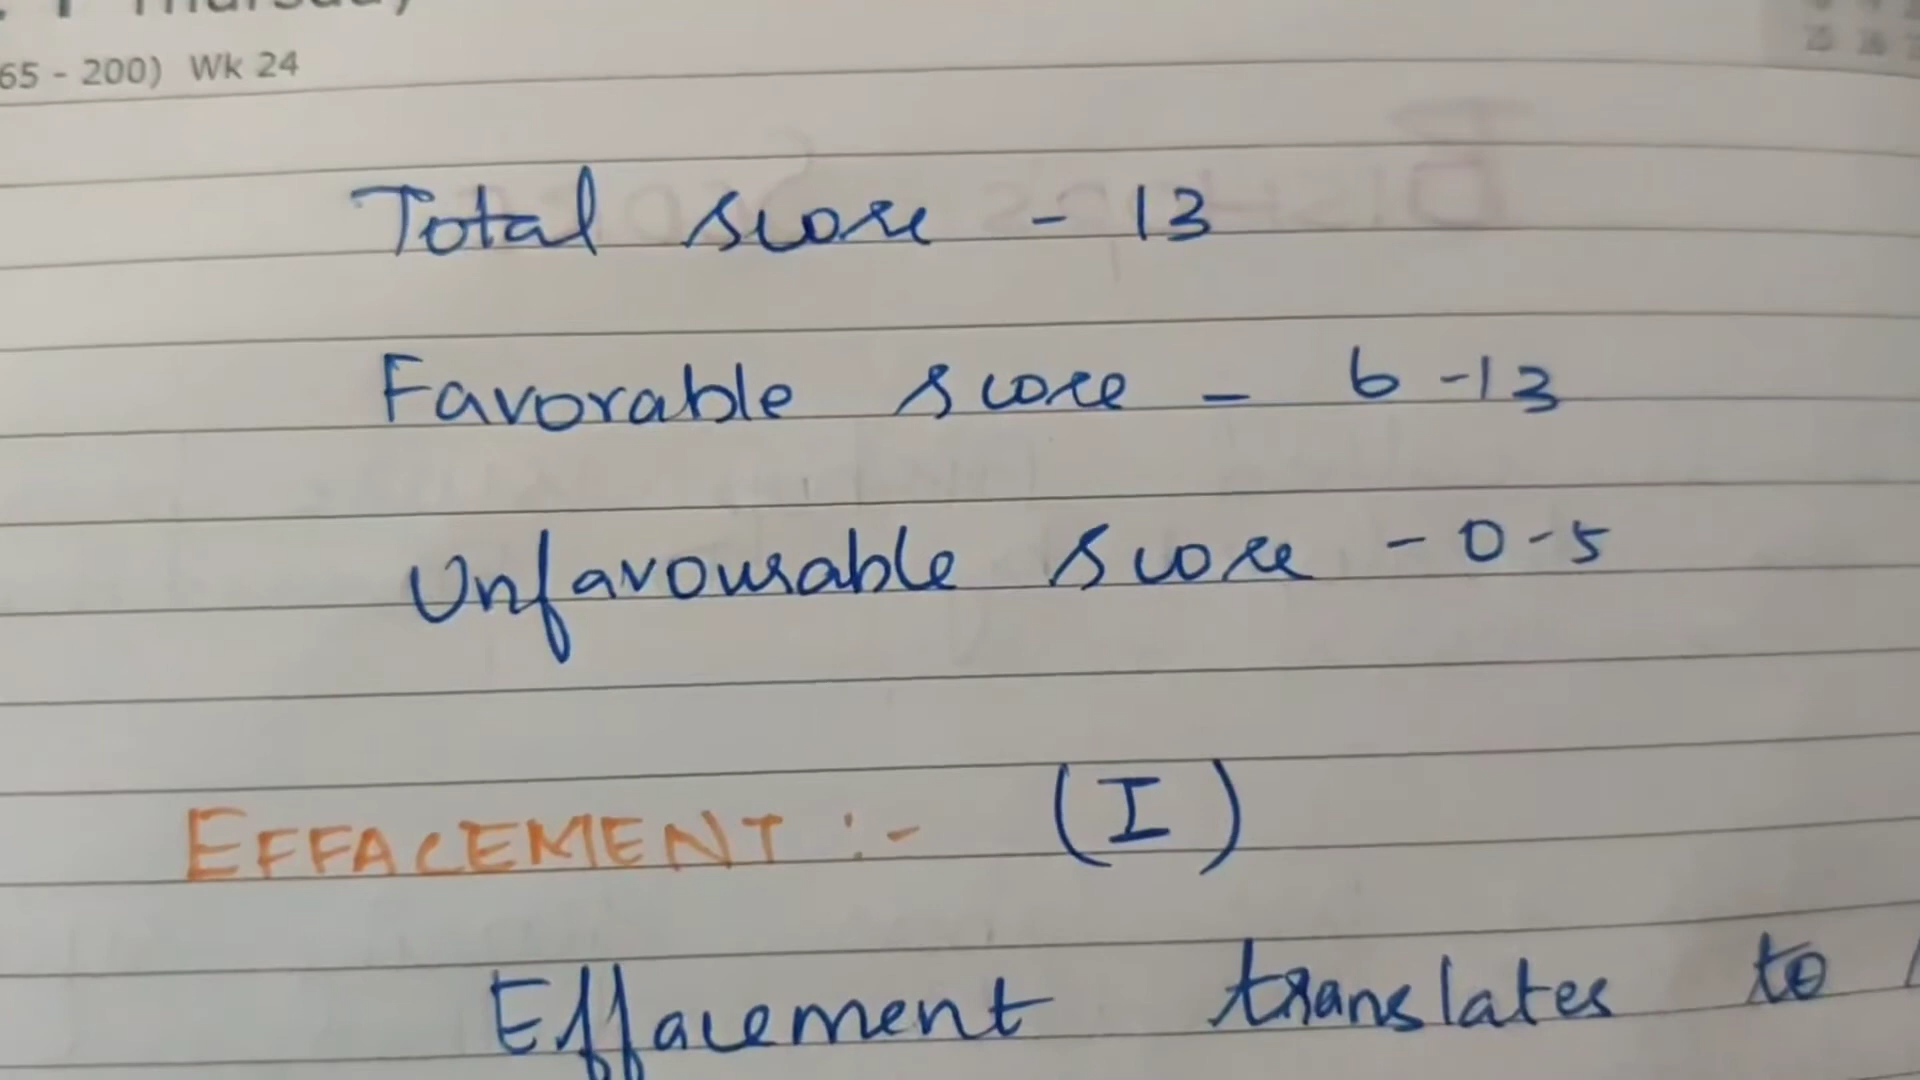 Thursday
65 - 200) Wk 24
Total score - 13
Favorable score - 6 -13
Unfavourable score - 0-5
EFFACEMENT :- (I)
Effacement translates to